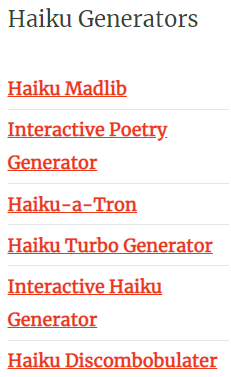 Haiku Generators
Haiku Madlib
Interactive Poetry
Generator
Haiku-a-Tron
Haiku Turbo Generator
Interactive Haiku
Generator
Haiku Discombobulater